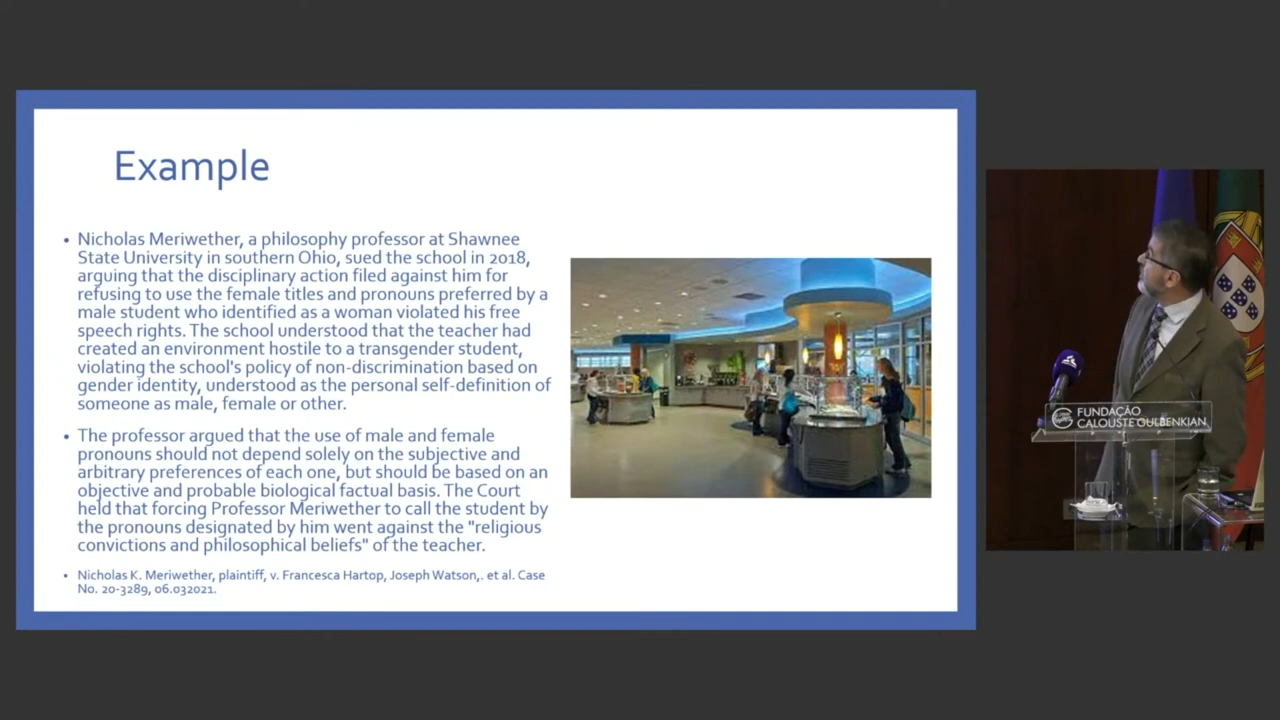 Example
• Nicholas Meriwether, a philosophy professor at Shawnee
State University in southern Ohio, sued the school in 2018,
arguing that the disciplinary action filed against him for
refusing to use the female titles and pronouns preferred by a
male student who identified as a woman violated his free
speech rights. The school understood that the teacher had
created an environment hostile to a transgender student,
violating the school's policy of non-discrimination based on
gender identity, understood as the personal self-definition of
someone as male, female or other.
• The professor argued that the use of male and female
pronouns should not depend solely on the subjective and
arbitrary preferences of each one, but should be based on an
objective and probable biological factual basis. The Court
held that forcing Professor Meriwether to call the student by
the pronouns designated by him went against the "religious
convictions and philosophical beliefs" of the teacher.
• Nicholas K. Meriwether, plaintiff, v. Francesca Hartop, Joseph Watson,. et al. Case
No. 20-3289, 06.032021.
FUNDAÇÃO
CALOUSTE GULBENKIAN